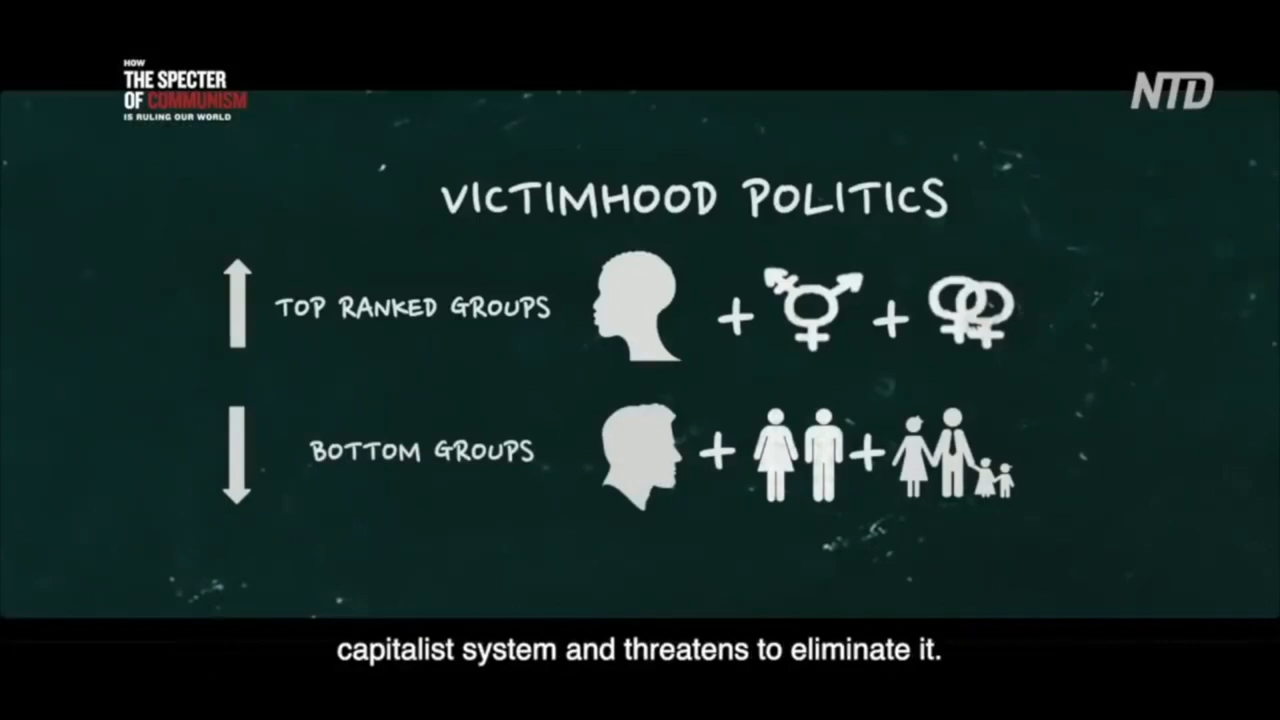 HOW
THE SPECTER
OF COMMUNISM
IS RULING OUR WORLD
NTD
VICTIMHOOD POLITICS
TOP RANKED GROUPS
+ +
BOTTOM GROUPS
+ +
capitalist system and threatens to eliminate it.